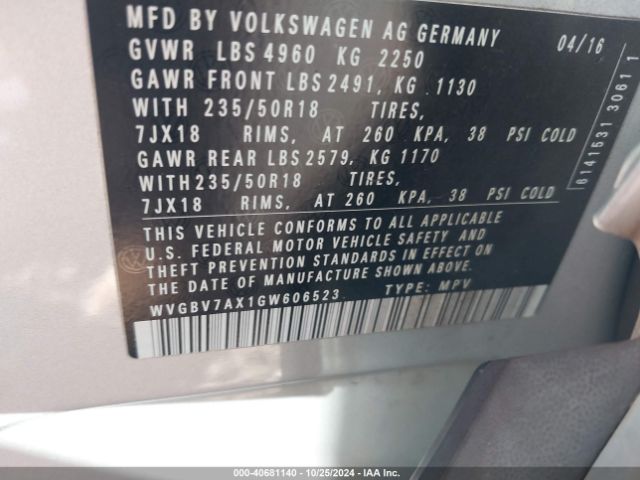 MFD BY VOLKSWAGEN AG GERMANY 04/16
GVWR LBS 4960 KG 2250
GAWR FRONT LBS 2491, KG 1130
WITH 235/50R18 TIRES,
7JX18 RIMS, AT 260 KPA, 38 PSI COLD
GAWR REAR LBS 2579, KG 1170
WITH 235/50R18 TIRES,
7JX18 RIMS, AT 260 KPA, 38 PSI COLD
THIS VEHICLE CONFORMS TO ALL APPLICABLE
U.S. FEDERAL MOTOR VEHICLE SAFETY AND
THEFT PREVENTION STANDARDS IN EFFECT ON
THE DATE OF MANUFACTURE SHOWN ABOVE.
WVGBV7AX1GW606523 TYPE: MPV
6141531 3061 1
000-40681140 - 10/25/2024 - IAA Inc.